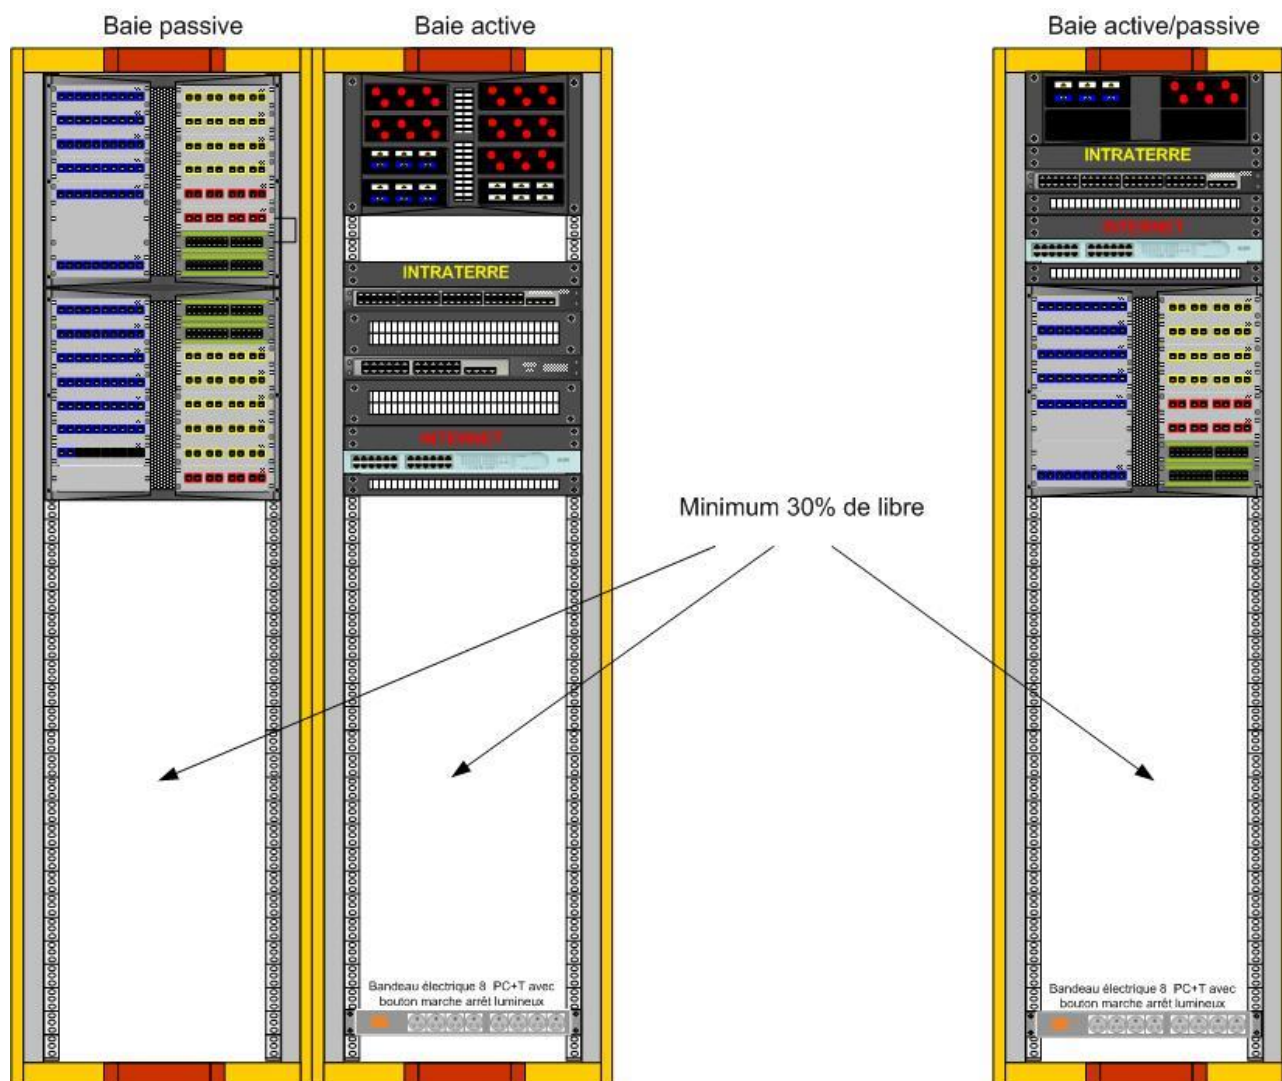 Baie passive
Baie active
Baie active/passive
INTRATERRE
INTERNET
INTRATERRE
INTERNET
Minimum 30% de libre
Bandeau électrique 8 PC+T avec
bouton marche arrêt lumineux
Bandeau électrique 8 PC+T avec
bouton marche arrêt lumineux